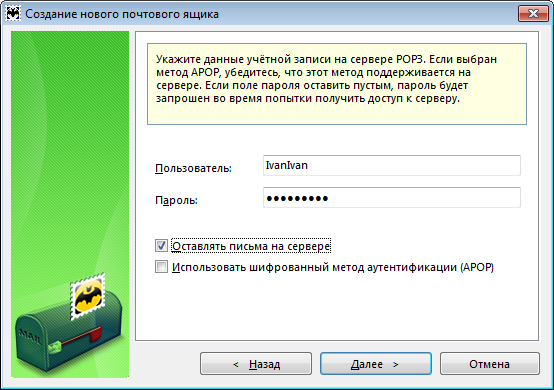 Создание нового почтового ящика
Укажите данные учётной записи на сервере POP3. Если выбран
метод APOP, убедитесь, что этот метод поддерживается на
сервере. Если поле пароля оставить пустым, пароль будет
запрошен во время попытки получить доступ к серверу.
Пользователь: IvanIvan
Пароль: •••••••••
Оставлять письма на сервере
Использовать шифрованный метод аутентификации (APOP)
MAIL
< Назад Далее > Отмена